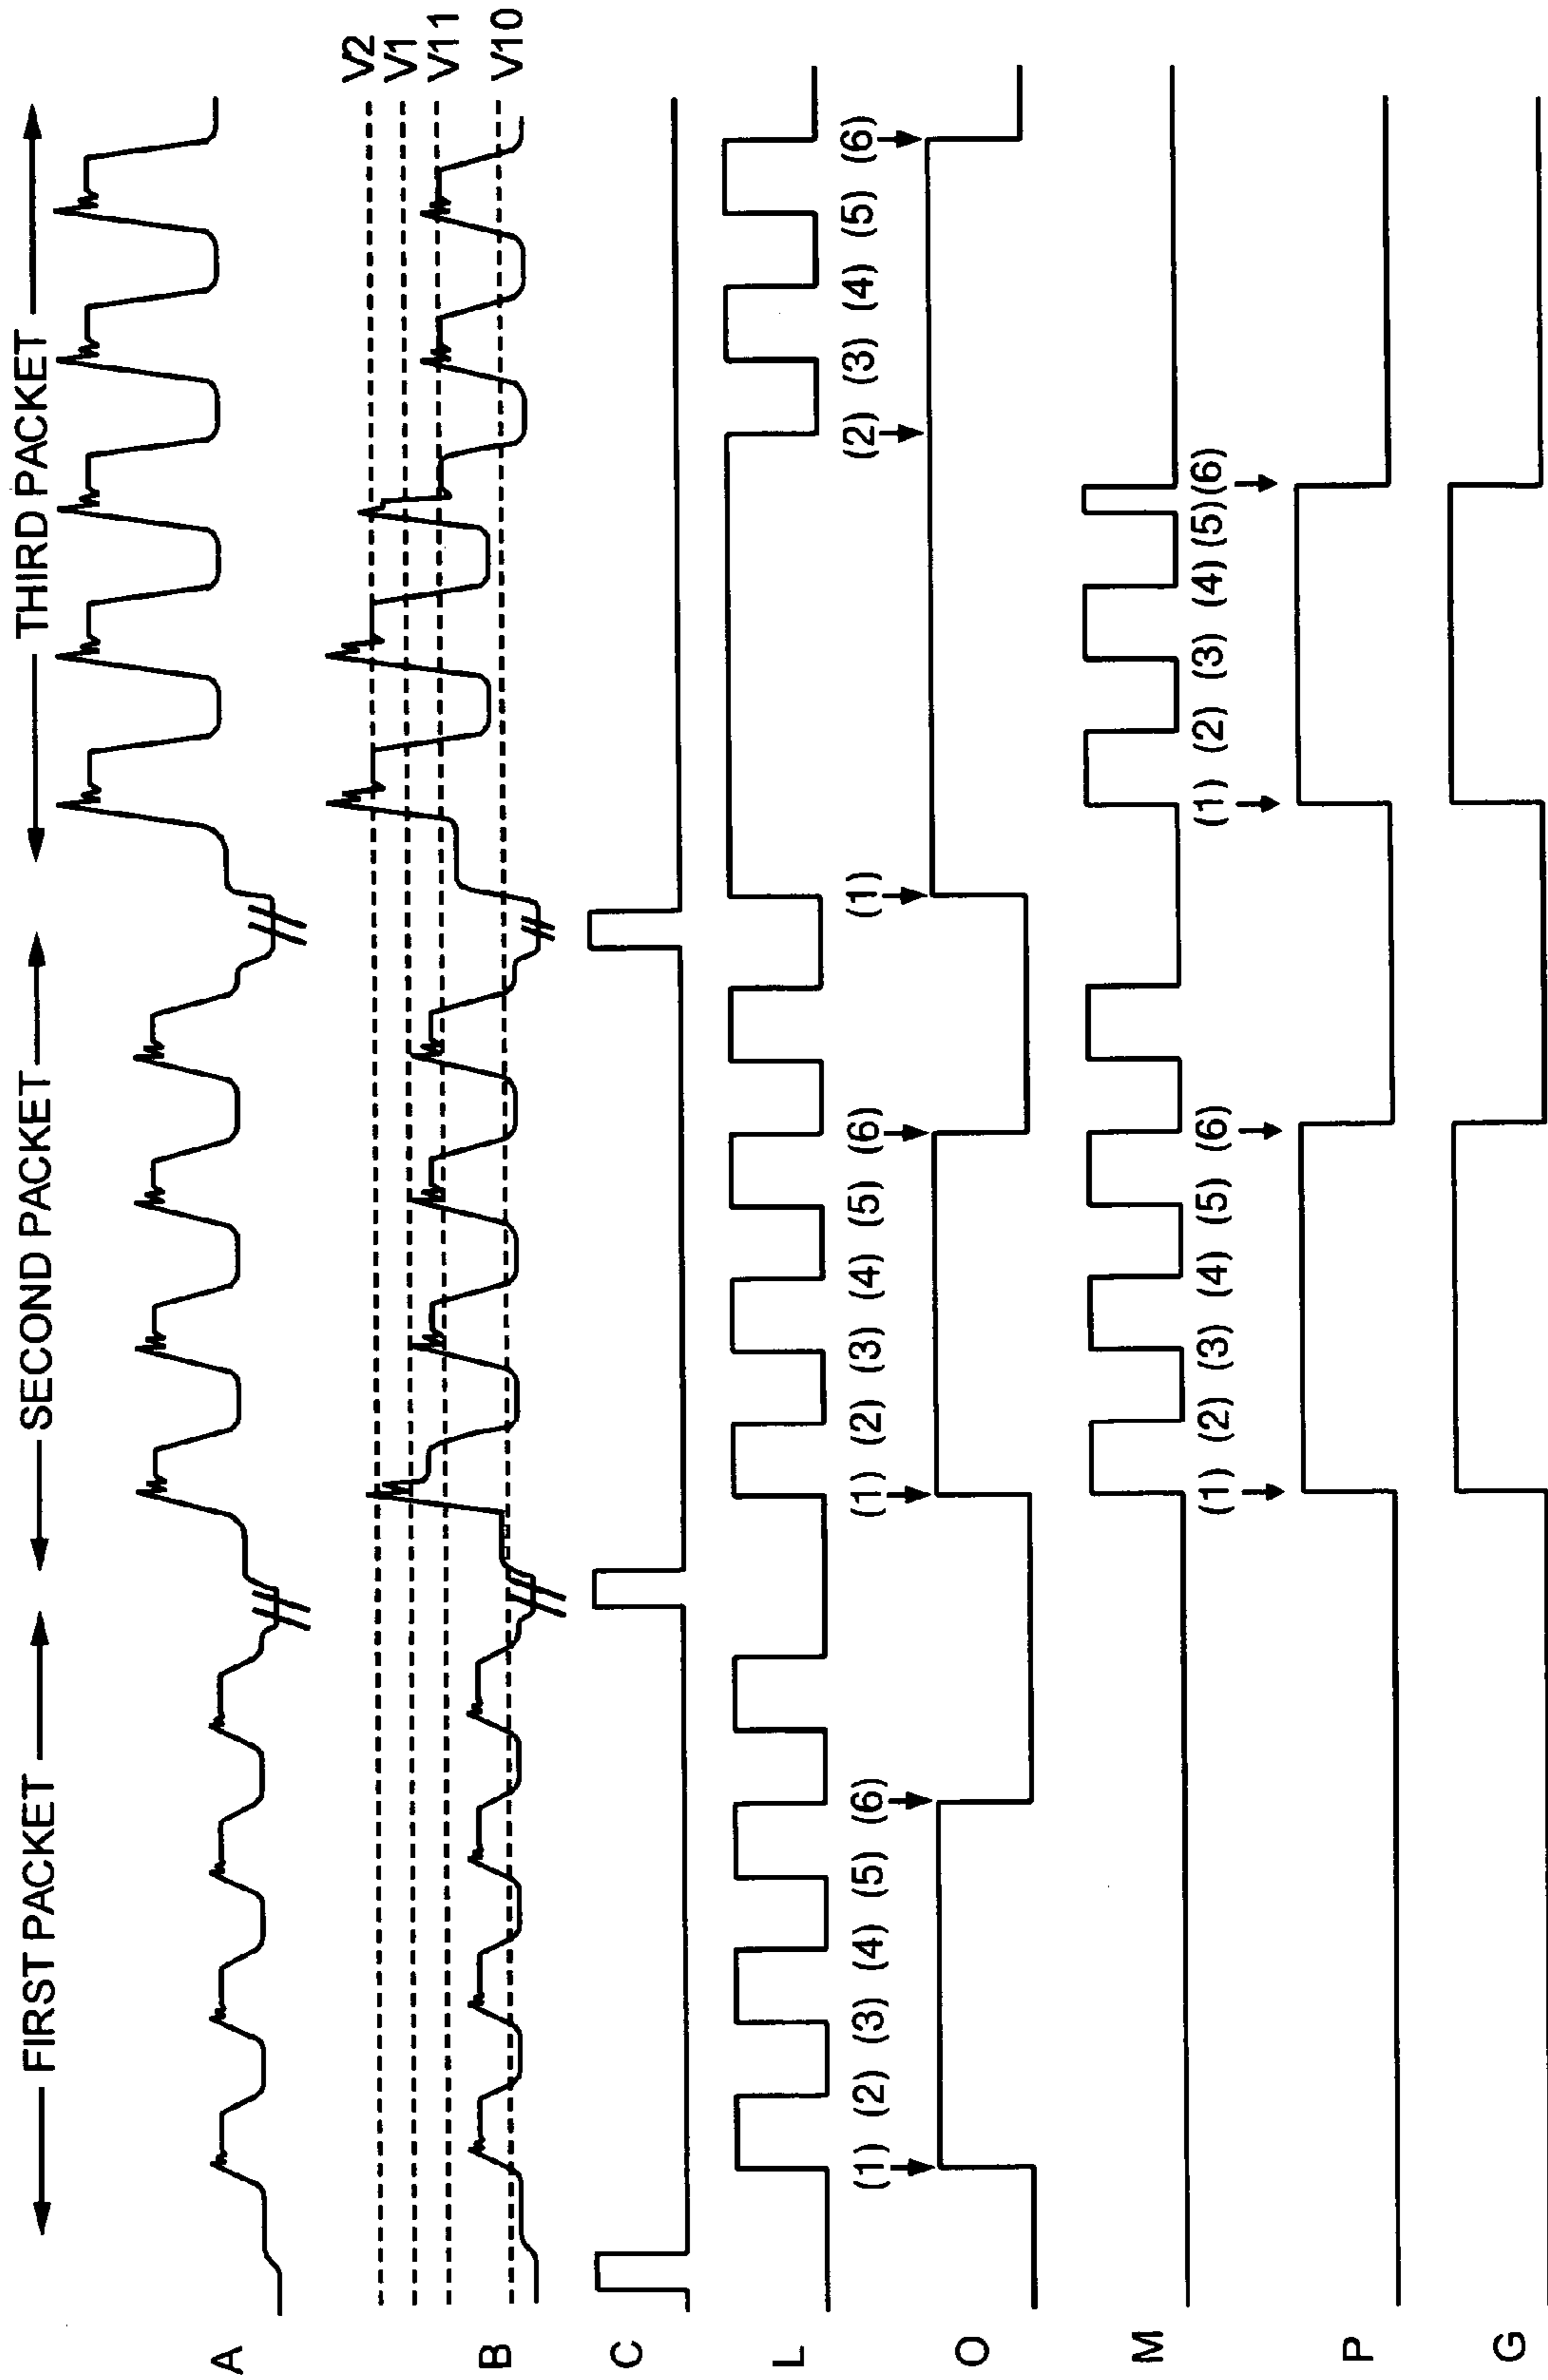 FIRST PACKET SECOND PACKET THIRD PACKET
A
V2
V1
V11
V10
B
C
L
(1) (2) (3) (4) (5) (6) (1) (2) (3) (4) (5) (6) (1) (2) (3) (4) (5) (6)
O
M
(1) (2) (3) (4) (5) (6) (1) (2) (3) (4) (5) (6)
P
G